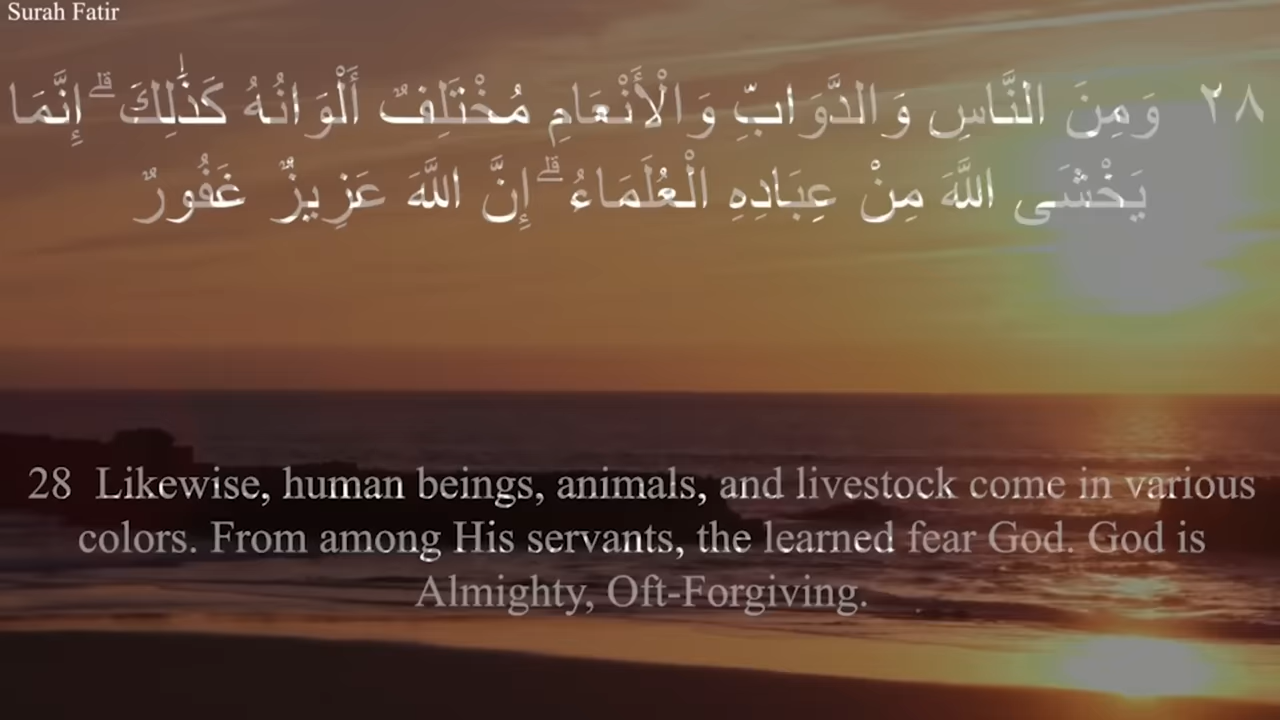 Surah Fatir
٢٨ وَمِنَ النَّاسِ وَالدَّوَابِّ وَالْأَنْعَامِ مُخْتَلِفٌ أَلْوَانُهُ كَذَٰلِكَ ۗ إِنَّمَا
يَخْشَى اللَّهَ مِنْ عِبَادِهِ الْعُلَمَاءُ ۗ إِنَّ اللَّهَ عَزِيزٌ غَفُورٌ
28 Likewise, human beings, animals, and livestock come in various
colors. From among His servants, the learned fear God. God is
Almighty, Oft-Forgiving.